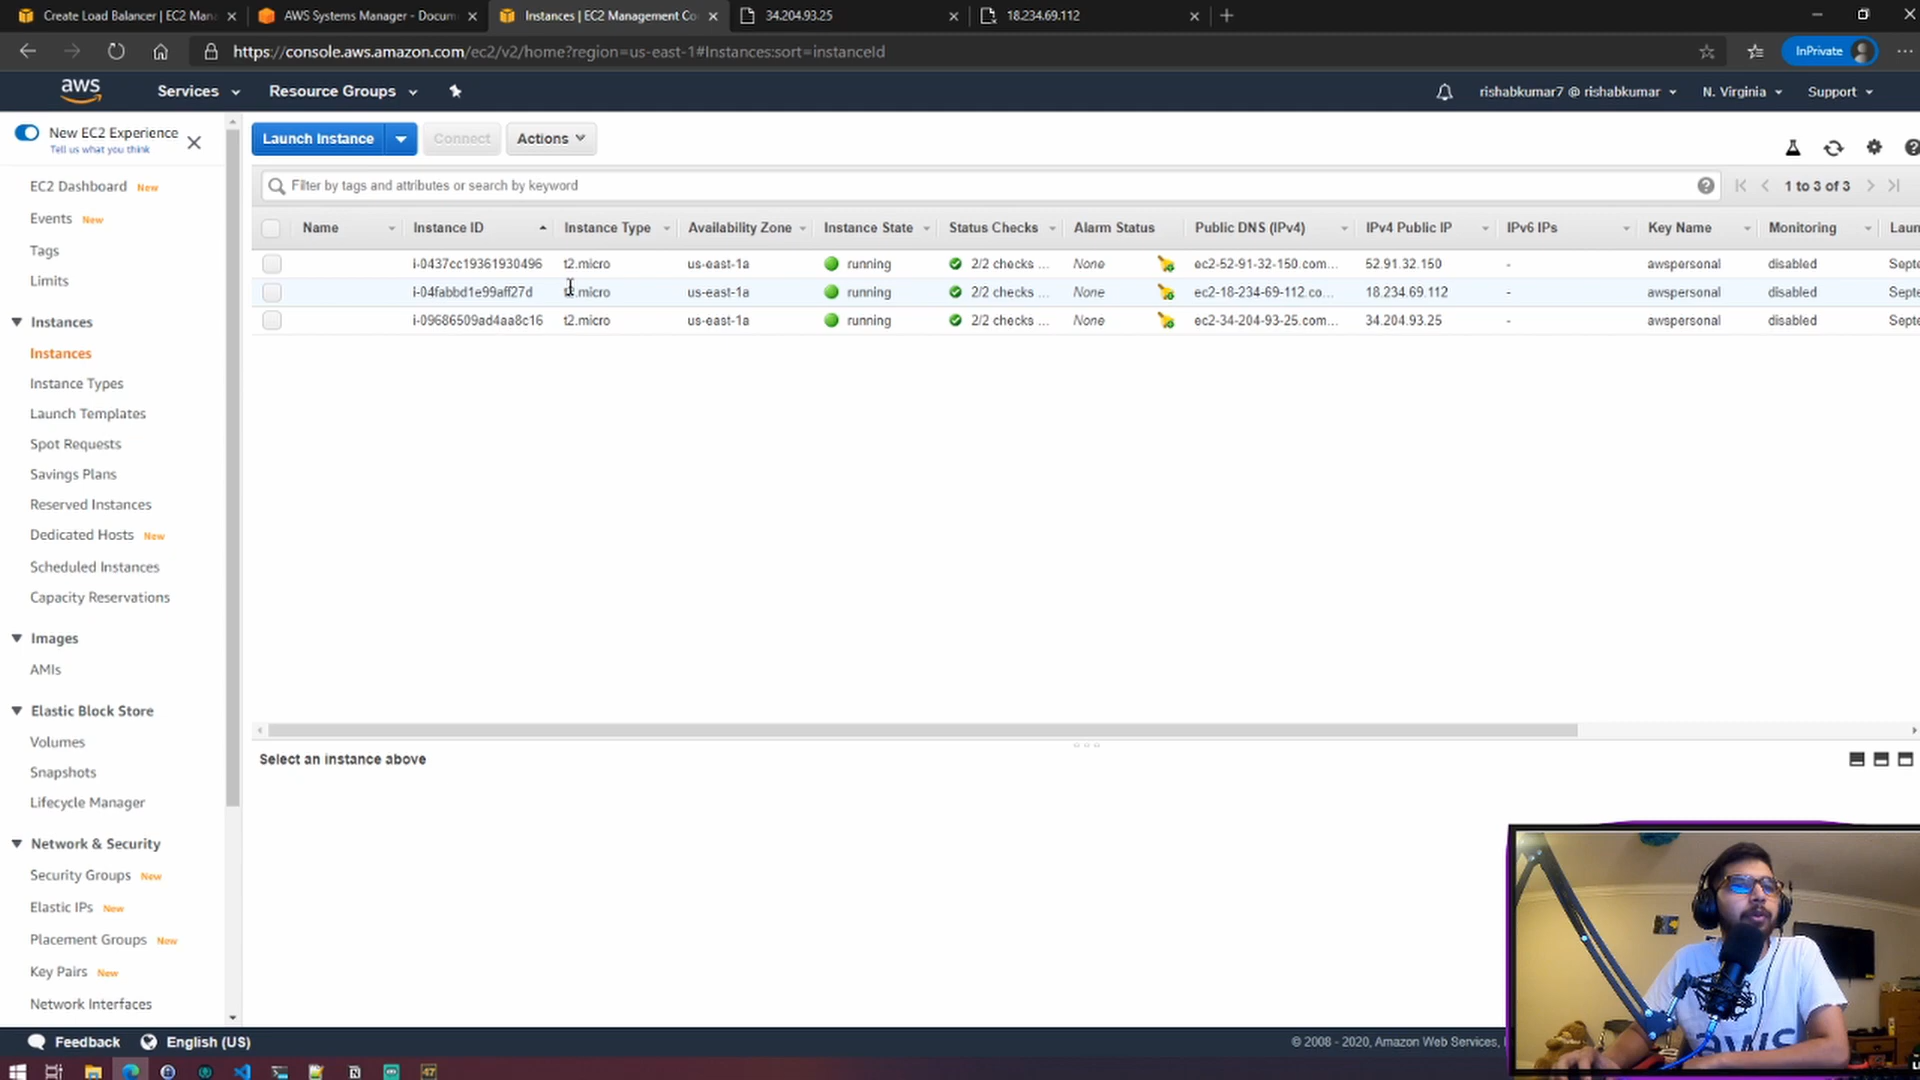 Create Load Balancer | EC2 Man
AWS Systems Manager - Docum
Instances | EC2 Management Co
34.204.93.25
18.234.69.112
https://console.aws.amazon.com/ec2/v2/home?region=us-east-1#Instances:sort=instanceId
InPrivate
aws
Services
Resource Groups
rishabkumar7 @ rishabkumar
N. Virginia
Support
New EC2 Experience
Tell us what you think
Launch Instance
Connect
Actions
Filter by tags and attributes or search by keyword
1 to 3 of 3
Name
Instance ID
Instance Type
Availability Zone
Instance State
Status Checks
Alarm Status
Public DNS (IPv4)
IPv4 Public IP
IPv6 IPs
Key Name
Monitoring
Laun
i-0437cc19361930496 t2.micro us-east-1a running 2/2 checks ... None ec2-52-91-32-150.com... 52.91.32.150 - awspersonal disabled Septe
i-04fabbd1e99aff27d t2.micro us-east-1a running 2/2 checks ... None ec2-18-234-69-112.co... 18.234.69.112 - awspersonal disabled Septe
i-09686509ad4aa8c16 t2.micro us-east-1a running 2/2 checks ... None ec2-34-204-93-25.com... 34.204.93.25 - awspersonal disabled Septe
EC2 Dashboard New
Events New
Tags
Limits
Instances
Instances
Instance Types
Launch Templates
Spot Requests
Savings Plans
Reserved Instances
Dedicated Hosts New
Scheduled Instances
Capacity Reservations
Images
AMIs
Elastic Block Store
Volumes
Snapshots
Lifecycle Manager
Network & Security
Security Groups New
Elastic IPs New
Placement Groups New
Key Pairs New
Network Interfaces
Select an instance above
aws
Feedback
English (US)
© 2008 - 2020, Amazon Web Services,
47